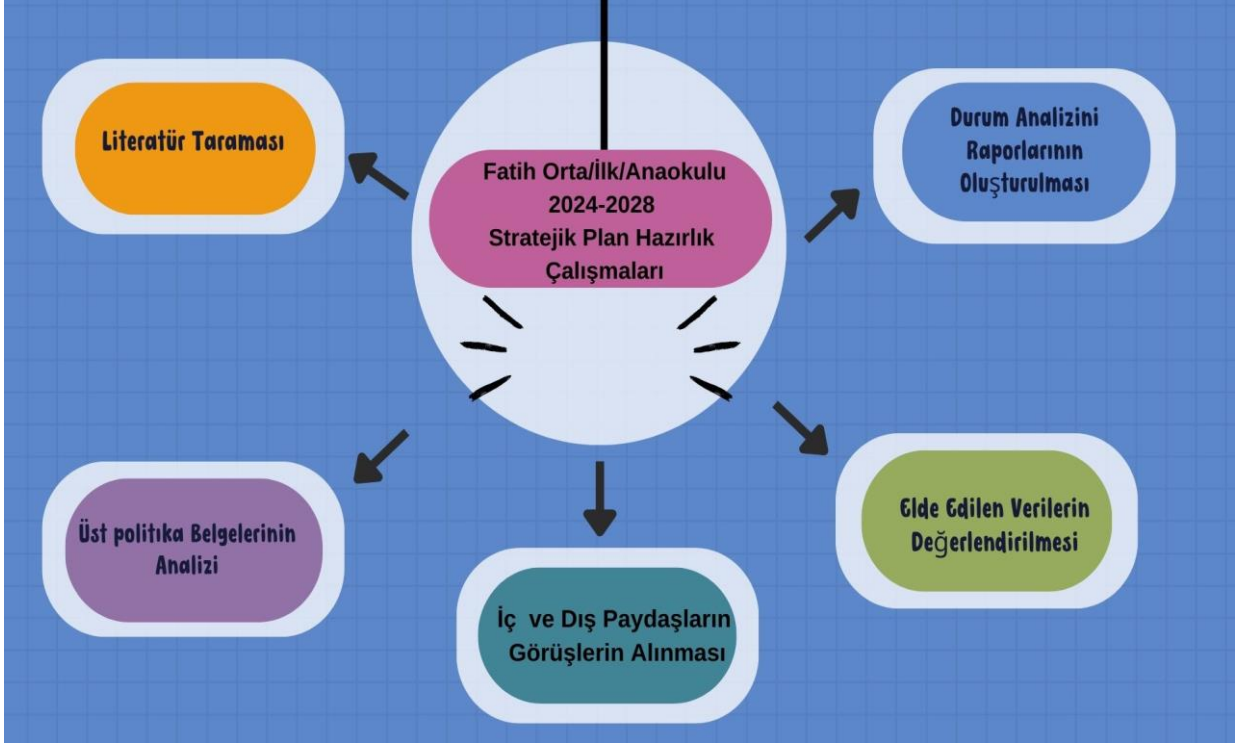 Literatür Taraması
Fatih Orta/İlk/Anaokulu
2024-2028
Stratejik Plan Hazırlık
Çalışmaları
Durum Analizini
Raporlarının
Oluşturulması
Üst politika Belgelerinin
Analizi
İç ve Dış Paydaşların
Görüşlerin Alınması
Elde Edilen Verilerin
Değerlendirilmesi